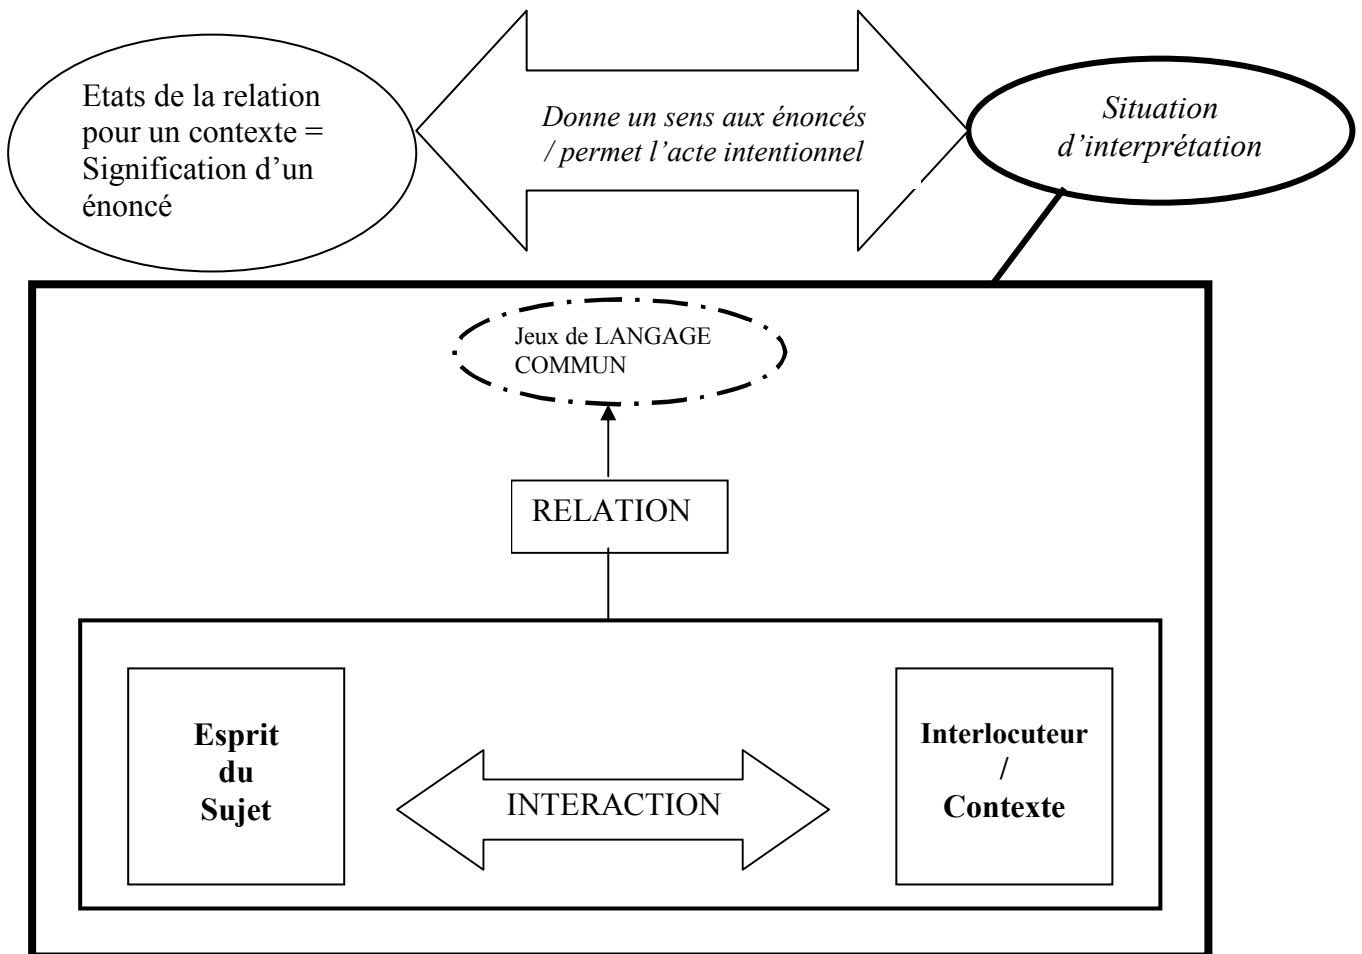 Etats de la relation
pour un contexte =
Signification d’un
énoncé
Donne un sens aux énoncés
/ permet l’acte intentionnel
Situation
d’interprétation
Jeux de LANGAGE
COMMUN
RELATION
Esprit
du
Sujet
INTERACTION
Interlocuteur
/
Contexte